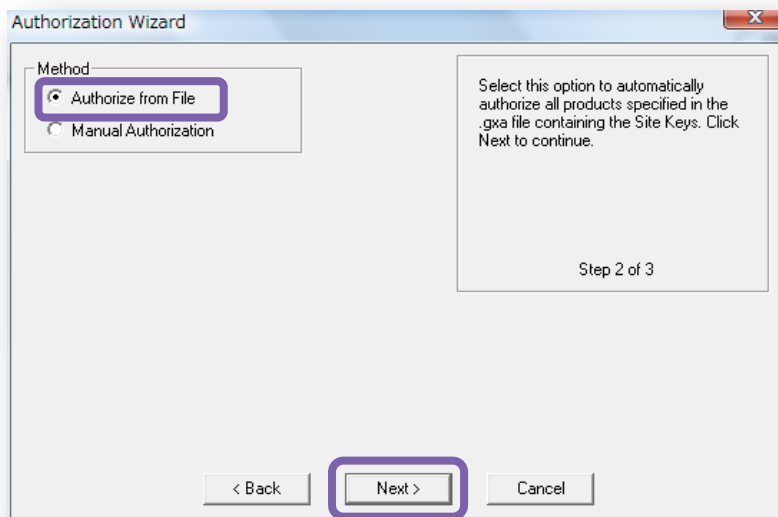 Authorization Wizard
Method
Authorize from File
Manual Authorization
Select this option to automatically
authorize all products specified in the
.gxa file containing the Site Keys. Click
Next to continue.
Step 2 of 3
< Back
Next >
Cancel